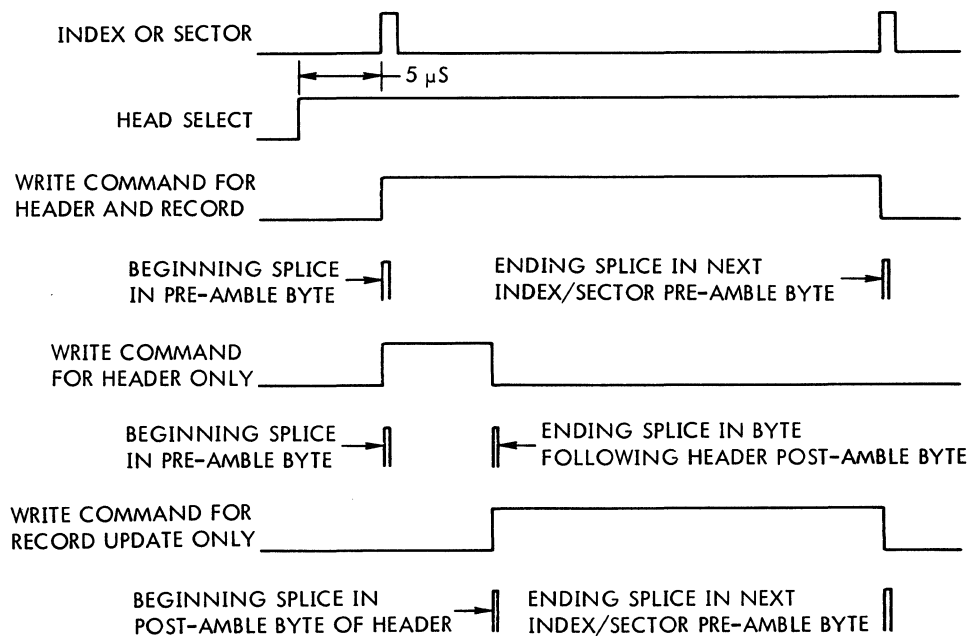 INDEX OR SECTOR
5 μS
HEAD SELECT
WRITE COMMAND FOR
HEADER AND RECORD
BEGINNING SPLICE
IN PRE-AMBLE BYTE
ENDING SPLICE IN NEXT
INDEX/SECTOR PRE-AMBLE BYTE
WRITE COMMAND
FOR HEADER ONLY
BEGINNING SPLICE
IN PRE-AMBLE BYTE
ENDING SPLICE IN BYTE
FOLLOWING HEADER POST-AMBLE BYTE
WRITE COMMAND FOR
RECORD UPDATE ONLY
BEGINNING SPLICE IN
POST-AMBLE BYTE OF HEADER
ENDING SPLICE IN NEXT
INDEX/SECTOR PRE-AMBLE BYTE